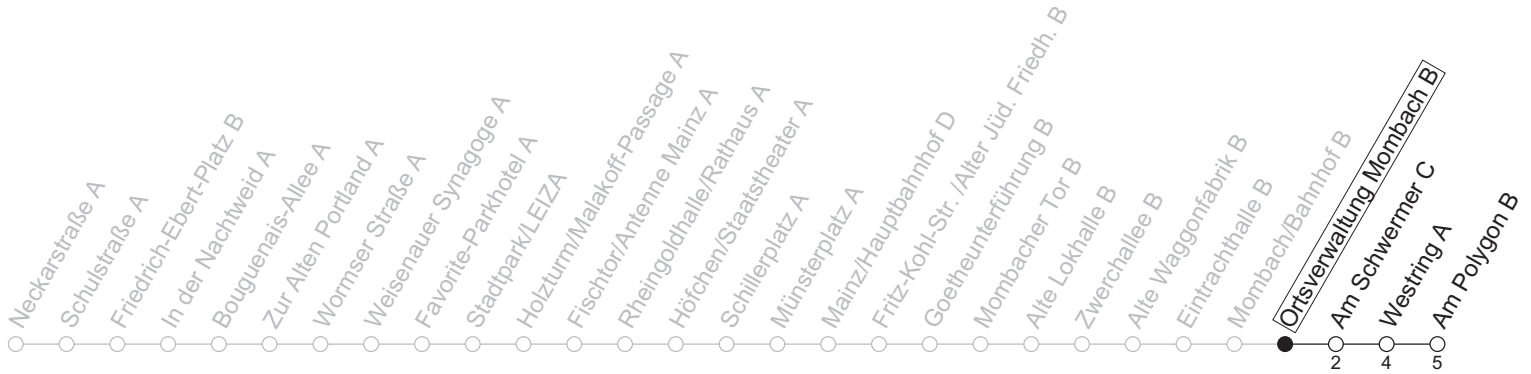 Neckarstraße A
Schulstraße A
Friedrich-Ebert-Platz B
In der Nachtweid A
Bouguenais-Allee A
Zur Alten Portland A
Wormser Straße A
Weisenauer Synagoge A
Favorite-Parkhotel A
Stadtpark/LEIZA
Holzturm/Malakoff-Passage A
Fischtor/Antenne Mainz A
Rheingoldhalle/Rathaus A
Höfchen/Staatstheater A
Schillerplatz A
Münsterplatz A
Mainz/Hauptbahnhof D
Fritz-Kohl-Str. /Alter Jüd. Friedh. B
Goetheunterführung B
Mombacher Tor B
Alte Lokhalle B
Zwerchallee B
Alte Waggonfabrik B
Eintrachthalle B
Mombach/Bahnhof B
Ortsverwaltung Mombach B
Am Schwermer C
Westring A
Am Polygon B
2 4 5